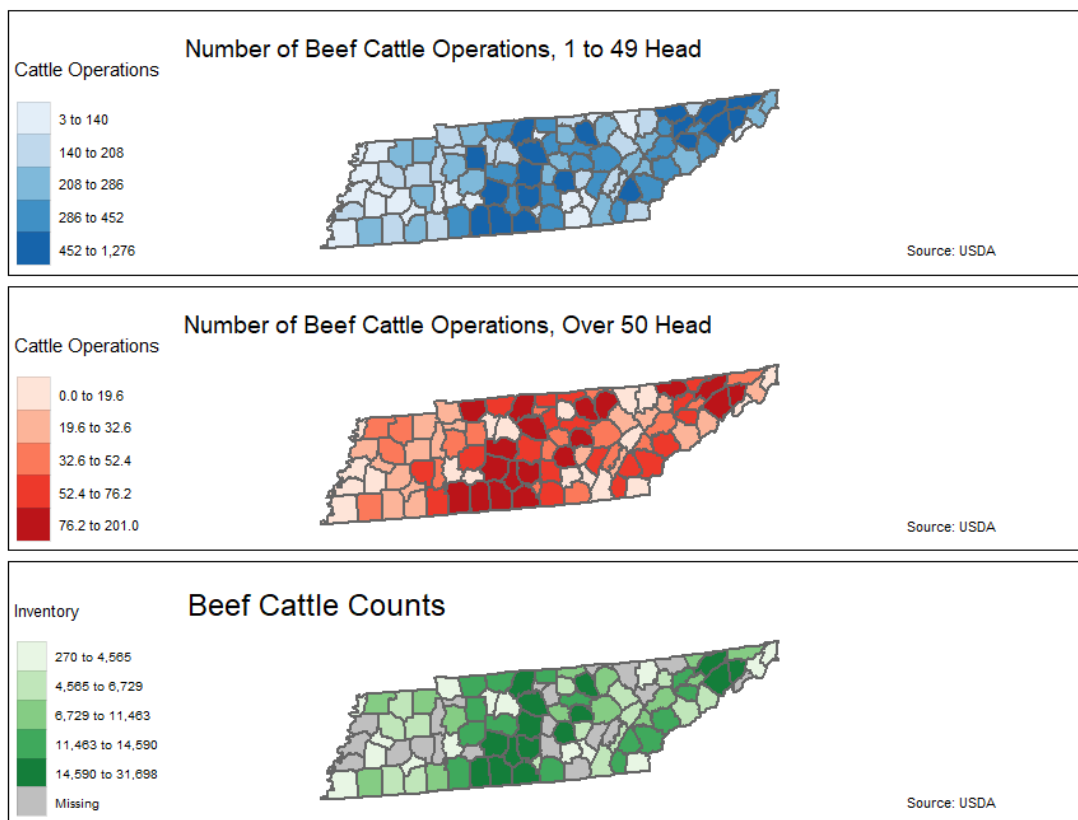 Number of Beef Cattle Operations, 1 to 49 Head
Cattle Operations
3 to 140
140 to 208
208 to 286
286 to 452
452 to 1,276
Source: USDA
Number of Beef Cattle Operations, Over 50 Head
Cattle Operations
0.0 to 19.6
19.6 to 32.6
32.6 to 52.4
52.4 to 76.2
76.2 to 201.0
Source: USDA
Beef Cattle Counts
Inventory
270 to 4,565
4,565 to 6,729
6,729 to 11,463
11,463 to 14,590
14,590 to 31,698
Missing
Source: USDA